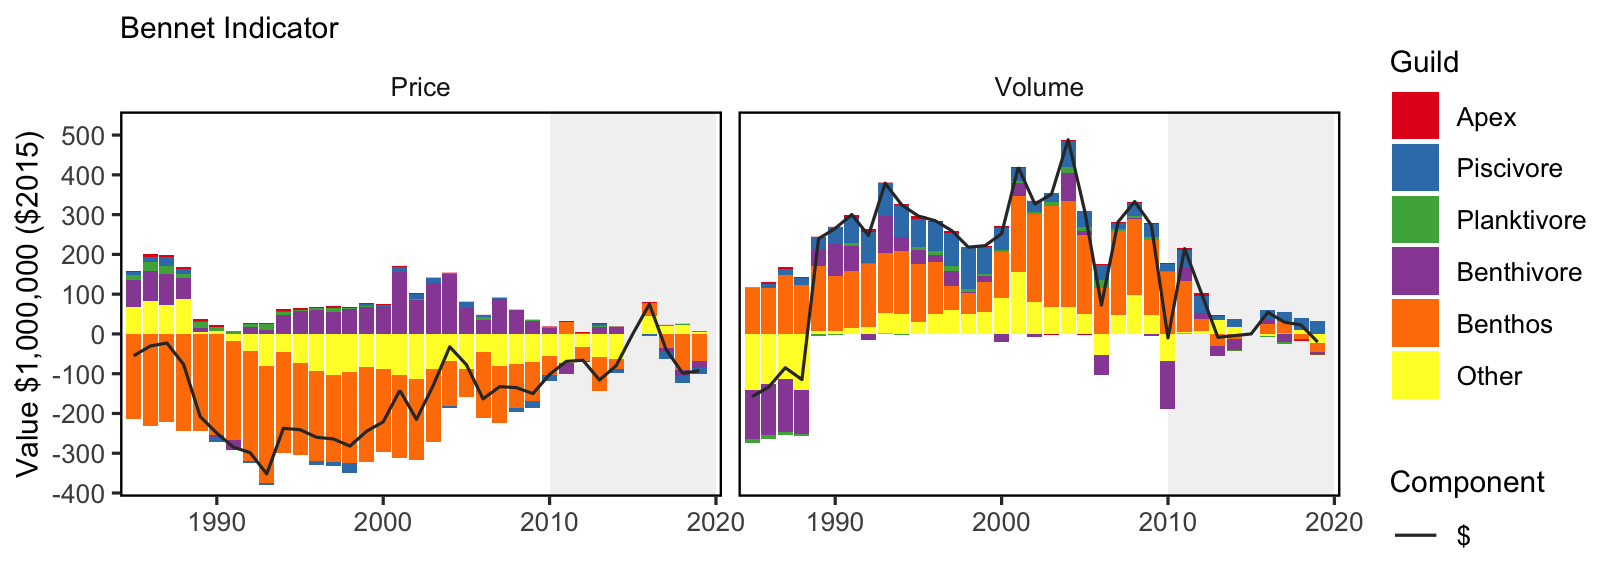 Bennet Indicator
Price
Volume
Value $1,000,000 ($2015)
500
400
300
200
100
0
-100
-200
-300
-400
1990
2000
2010
2020
1990
2000
2010
2020
Guild
Apex
Piscivore
Planktivore
Benthivore
Benthos
Other
Component
$